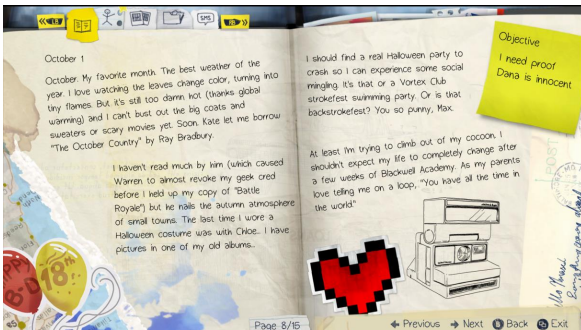 LB
SMS
RB
October 1
October. My favorite month. The best weather of the
year. I love watching the leaves change color, turning into
tiny flames. But it's still too damn hot (thanks global
warming) and I can't bust out the big coats and
sweaters or scary movies yet. Soon. Kate let me borrow
"The October Country" by Ray Bradbury.
I haven't read much by him (which caused
Warren to almost revoke my geek cred
before I held up my copy of "Battle
Royale") but he nails the autumn atmosphere
of small towns. The last time I wore a
Halloween costume was with Chloe... I have
pictures in one of my old albums...
I should find a real Halloween party to
crash so I can experience some social
mingling. It's that or a Vortex Club
strokefest swimming party. Or is that
backstrokefest? You so punny, Max.
At least I'm trying to climb out of my cocoon. I
shouldn't expect my life to completely change after
a few weeks of Blackwell Academy. As my parents
love telling me on a loop, "You have all the time in
the world."
Objective
I need proof
Dana is innocent
B-D
18th
Page 8/15
Previous
Next
Back
Exit